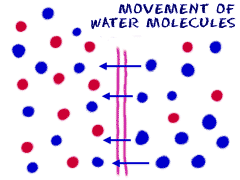 MOVEMENT OF
WATER MOLECULES